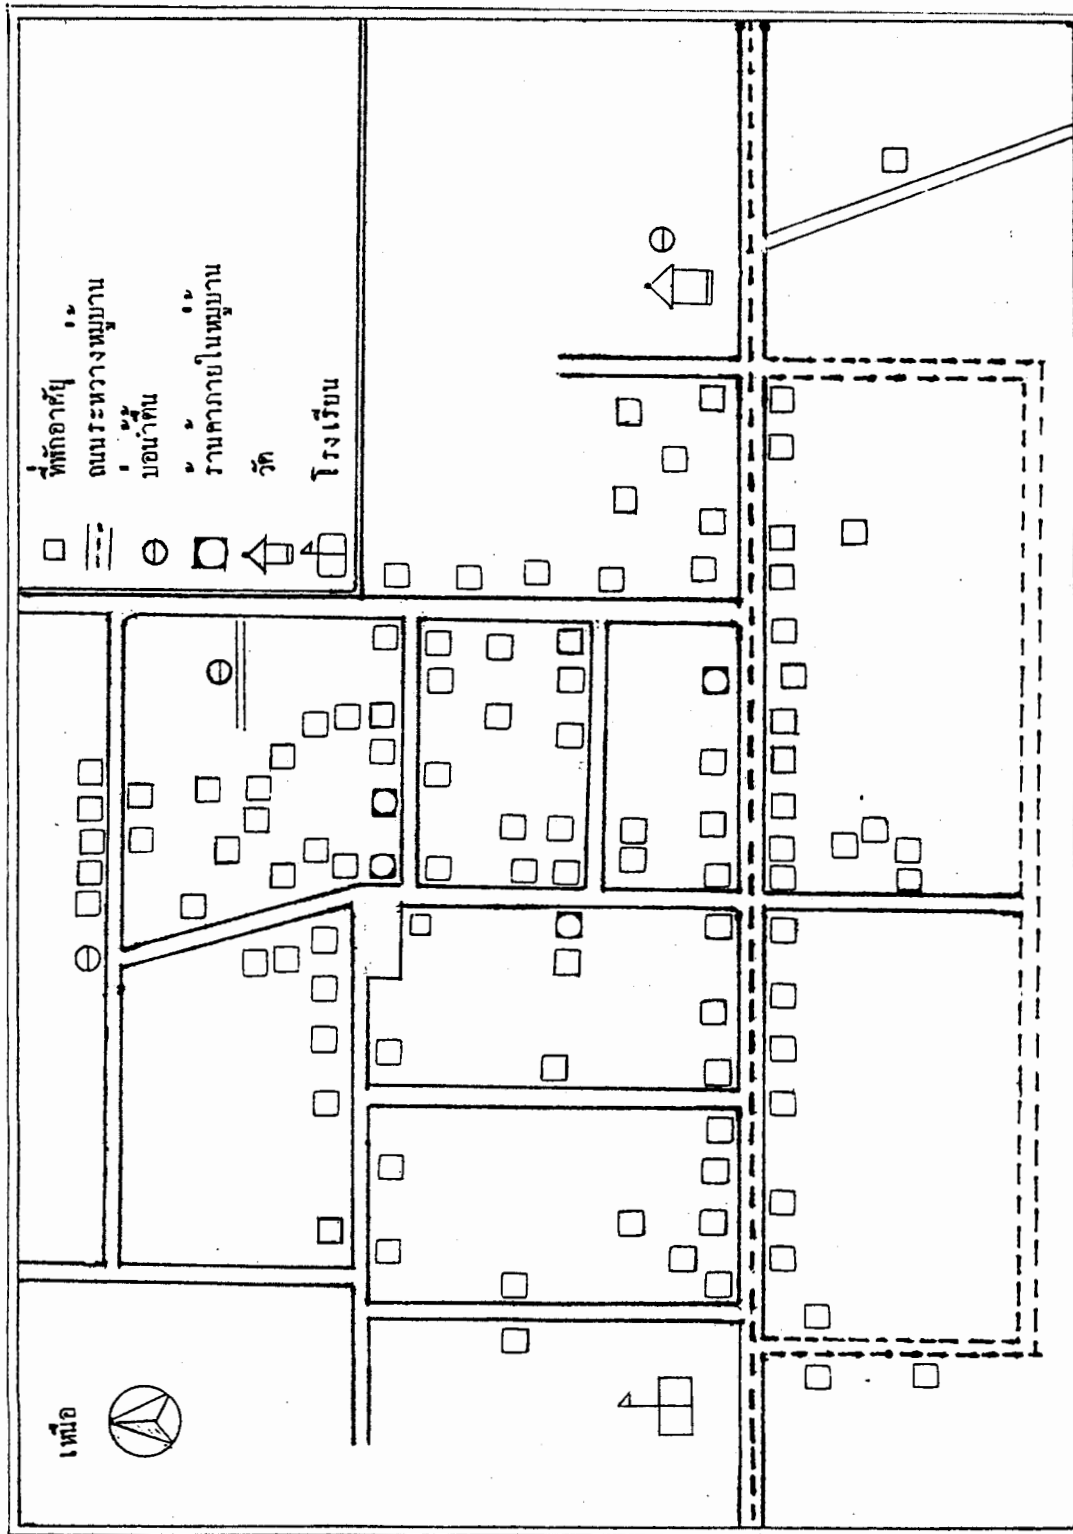 เหนือ
ที่พักอาศัย
ถนนระหว่างหมู่บ้าน
บ่อน้ำตื้น
ร้านค้าภายในหมู่บ้าน
วัด
โรงเรียน